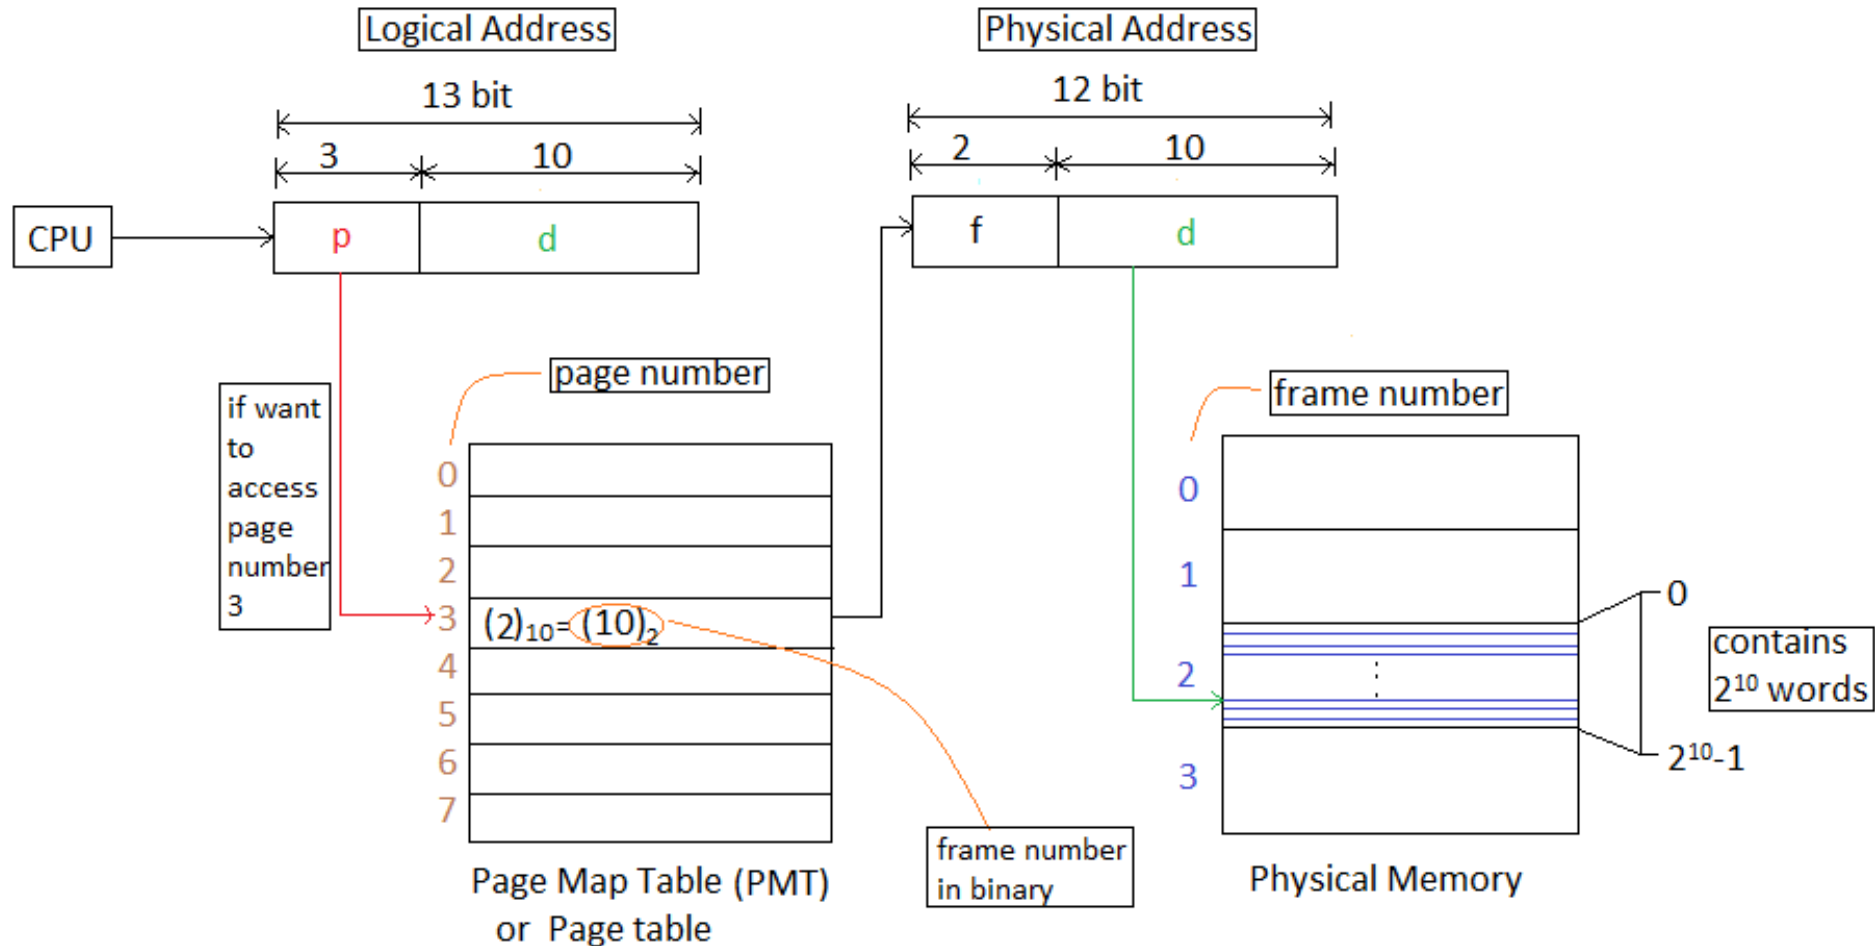 Logical Address
Physical Address
13 bit
12 bit
3
10
2
10
CPU
p
d
f
d
page number
frame number
if want
to
access
page
number
3
0
1
2
3
4
5
6
7
(2)₁₀=(10)₂
0
1
2
3
0
contains
2¹⁰ words
2¹⁰-1
frame number
in binary
Page Map Table (PMT)
or Page table
Physical Memory